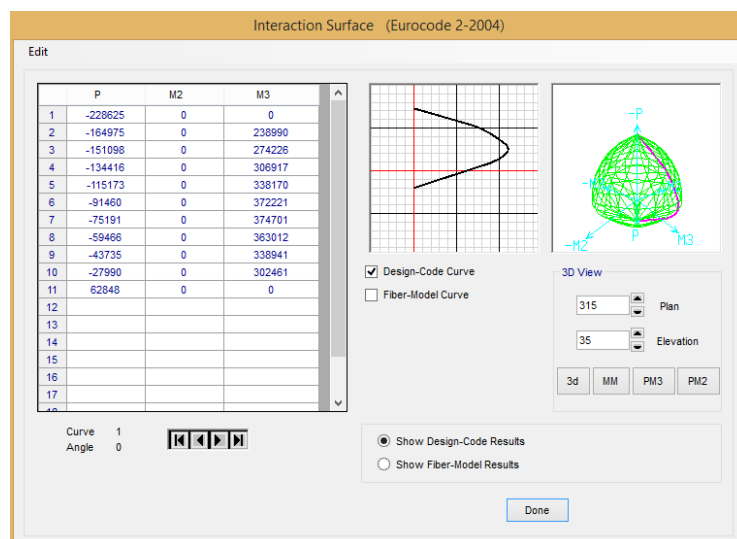 Interaction Surface (Eurocode 2-2004)
Edit
P M2 M3
1 -228625 0 0
2 -164975 0 238990
3 -151098 0 274226
4 -134416 0 306917
5 -115173 0 338170
6 -91460 0 372221
7 -75191 0 374701
8 -59466 0 363012
9 -43735 0 338941
10 -27990 0 302461
11 62848 0 0
12
13
14
15
16
17
-P
-M2 P M3
Design-Code Curve
Fiber-Model Curve
3D View
315 Plan
35 Elevation
3d MM PM3 PM2
Curve 1
Angle 0
Show Design-Code Results
Show Fiber-Model Results
Done